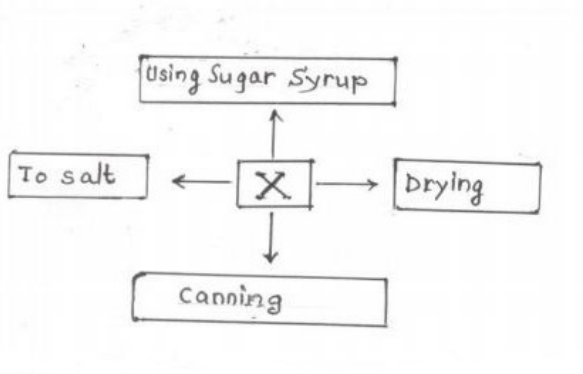 Using Sugar Syrup
To salt
X
Drying
Canning